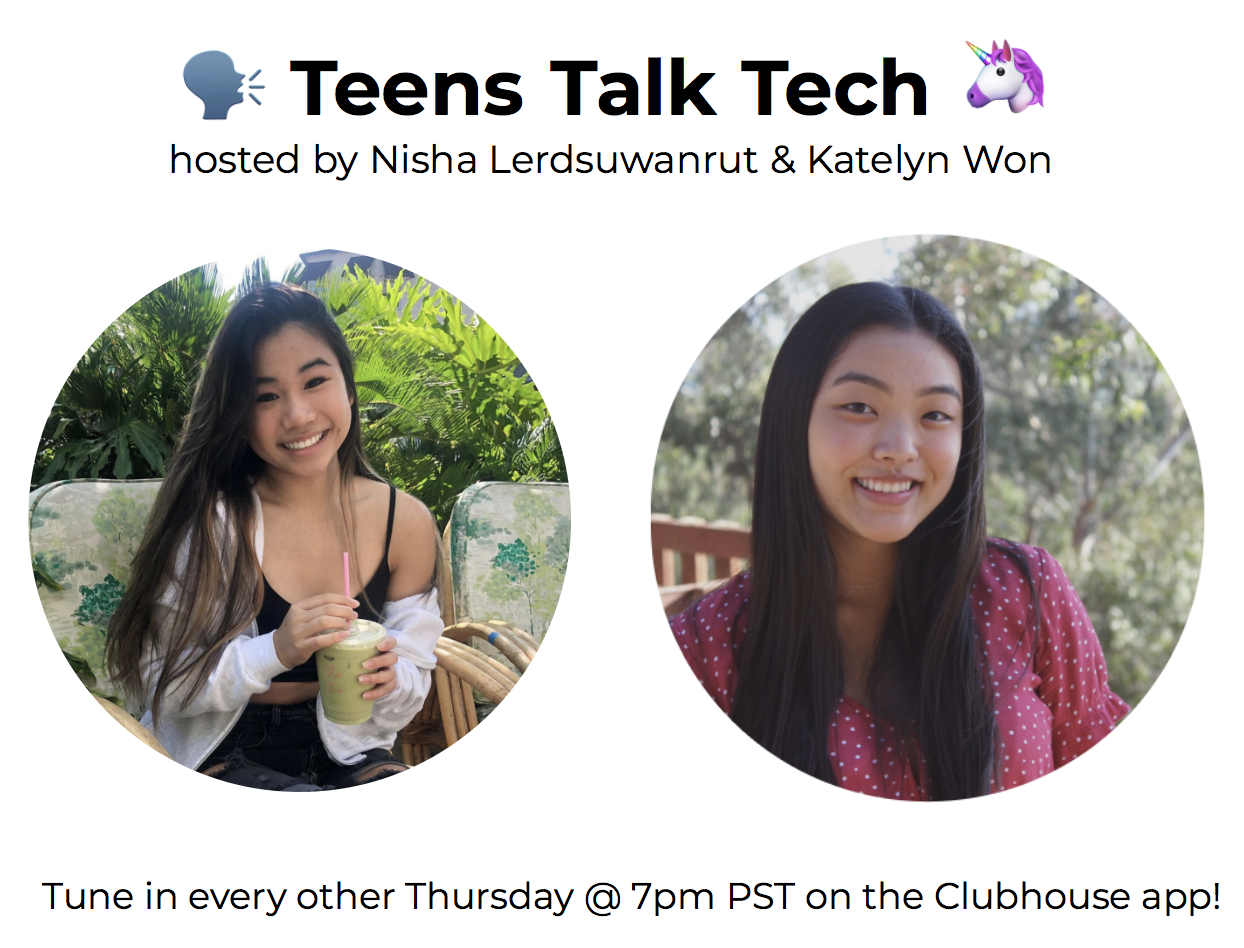 Teens Talk Tech
hosted by Nisha Lerdsuwanrut & Katelyn Won
Tune in every other Thursday @ 7pm PST on the Clubhouse app!